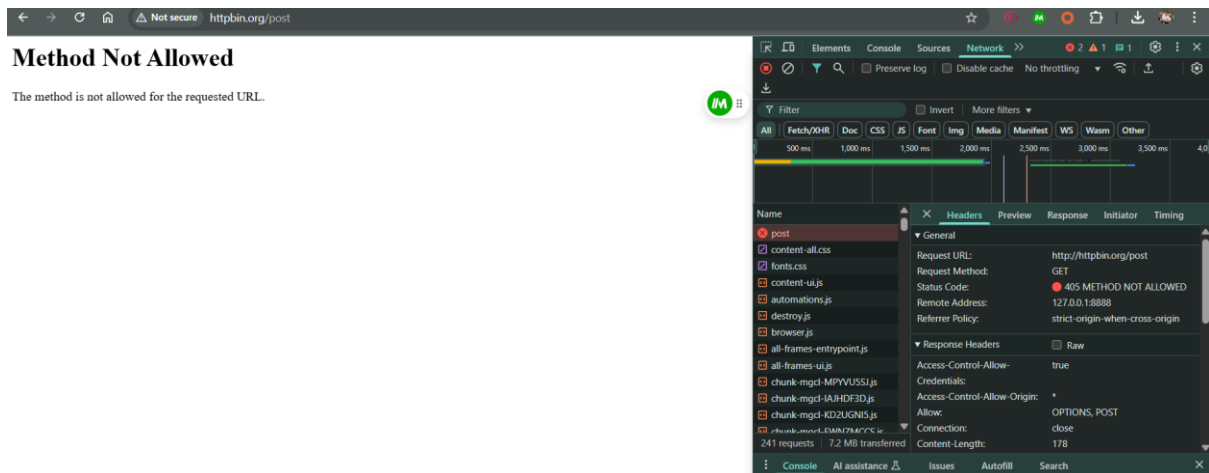 Not secure httpbin.org/post
Method Not Allowed
The method is not allowed for the requested URL.
Elements Console Sources Network 2 1 1
Preserve log Disable cache No throttling
Filter Invert More filters
All Fetch/XHR Doc CSS JS Font Img Media Manifest WS Wasm Other
500 ms 1,000 ms 1,500 ms 2,000 ms 2,500 ms 3,000 ms 3,500 ms 4,0
Name
post
content-all.css
fonts.css
content-ui.js
automations.js
destroy.js
browser.js
all-frames-entrypoint.js
all-frames-ui.js
chunk-mgcl-MPYVU5SJ.js
chunk-mgcl-IAJHDF3D.js
chunk-mgcl-KD2UGNI5.js
241 requests 7.2 MB transferred
Headers Preview Response Initiator Timing
General
Request URL: http://httpbin.org/post
Request Method: GET
Status Code: 405 METHOD NOT ALLOWED
Remote Address: 127.0.0.1:8888
Referrer Policy: strict-origin-when-cross-origin
Response Headers Raw
Access-Control-Allow- true
Credentials:
Access-Control-Allow-Origin: *
Allow: OPTIONS, POST
Connection: close
Content-Length: 178
Console AI assistance Issues Autofill Search